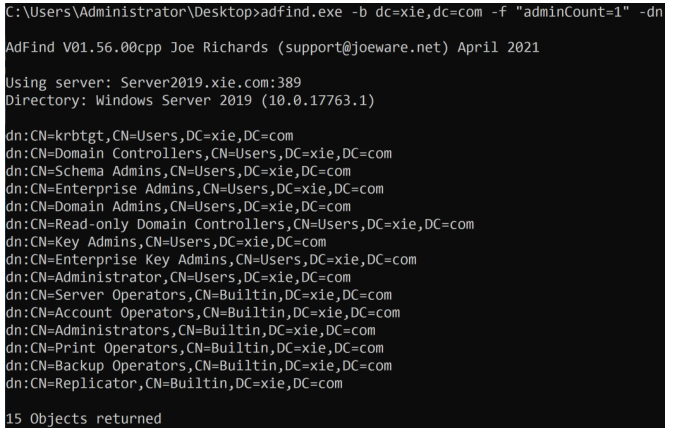 C:\Users\Administrator\Desktop>adfind.exe -b dc=xie,dc=com -f "adminCount=1" -dn
AdFind V01.56.00cpp Joe Richards (support@joeware.net) April 2021
Using server: Server2019.xie.com:389
Directory: Windows Server 2019 (10.0.17763.1)
dn:CN=krbtgt,CN=Users,DC=xie,DC=com
dn:CN=Domain Controllers,CN=Users,DC=xie,DC=com
dn:CN=Schema Admins,CN=Users,DC=xie,DC=com
dn:CN=Enterprise Admins,CN=Users,DC=xie,DC=com
dn:CN=Domain Admins,CN=Users,DC=xie,DC=com
dn:CN=Read-only Domain Controllers,CN=Users,DC=xie,DC=com
dn:CN=Key Admins,CN=Users,DC=xie,DC=com
dn:CN=Enterprise Key Admins,CN=Users,DC=xie,DC=com
dn:CN=Administrator,CN=Users,DC=xie,DC=com
dn:CN=Server Operators,CN=Builtin,DC=xie,DC=com
dn:CN=Account Operators,CN=Builtin,DC=xie,DC=com
dn:CN=Administrators,CN=Builtin,DC=xie,DC=com
dn:CN=Print Operators,CN=Builtin,DC=xie,DC=com
dn:CN=Backup Operators,CN=Builtin,DC=xie,DC=com
dn:CN=Replicator,CN=Builtin,DC=xie,DC=com
15 Objects returned